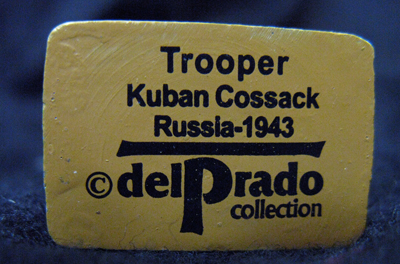 Trooper
Kuban Cossack
Russia-1943
© delPrado
collection